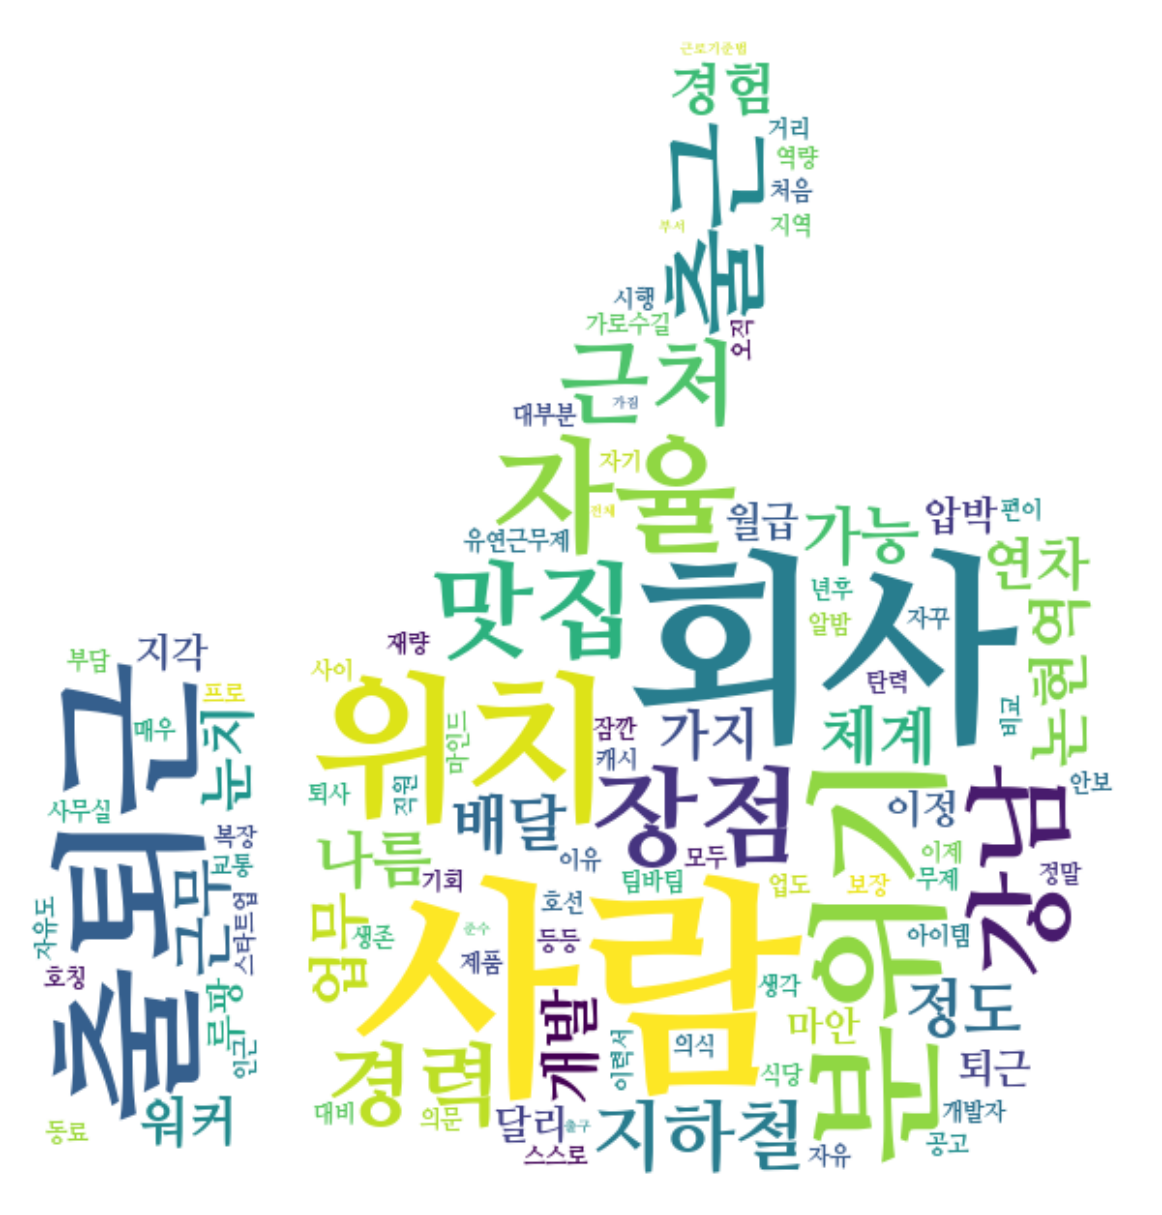 근로기준법
경험
거리
출근
역량
처음
부서
지역
시행
가로수길
오직
근처
가짐
대부분
자율
자기
전체
유연근무제
월급
가능
압박
편이
연차
맛집
회사
년후
알밤
자꾸
논현역
지각
부담
재량
사이
탄력
프로
위치
출퇴근
매우
눈치
마인드
잠깐
가지
체계
비교
캐시
장점
분위기
강남
안보
퇴사
직원
배달
이정
사무실
복장
교통
근무
나름
기회
이유
모두
이제
정말
팀바팀
업도
보장
무제
자유도
스타트업
호칭
업무
생존
준수
사람
호선
등등
제품
아이템
루팡
인근
개발
생각
정도
이력서
의식
마안
경력
식당
퇴근
워커
동료
대비
의문
달리
출구
지하철
개발자
스스로
자유
공고